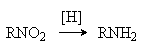 [H]
RNO₂ ⟶ RNH₂